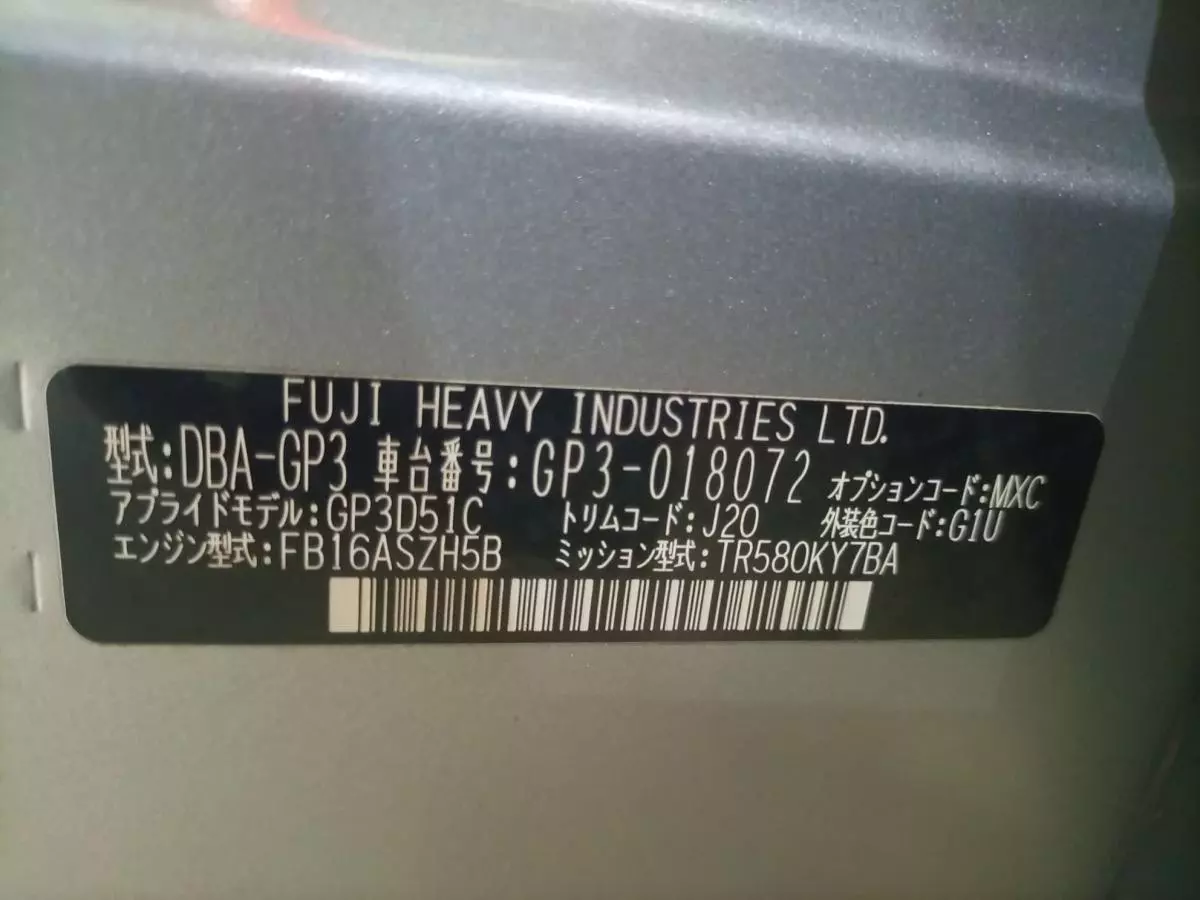 FUJI HEAVY INDUSTRIES LTD.
型式:DBA-GP3 車台番号:GP3-018072 オプションコード:MXC
アプライドモデル:GP3D51C トリムコード:J20 外装色コード:G1U
エンジン型式:FB16ASZH5B ミッション型式:TR580KY7BA